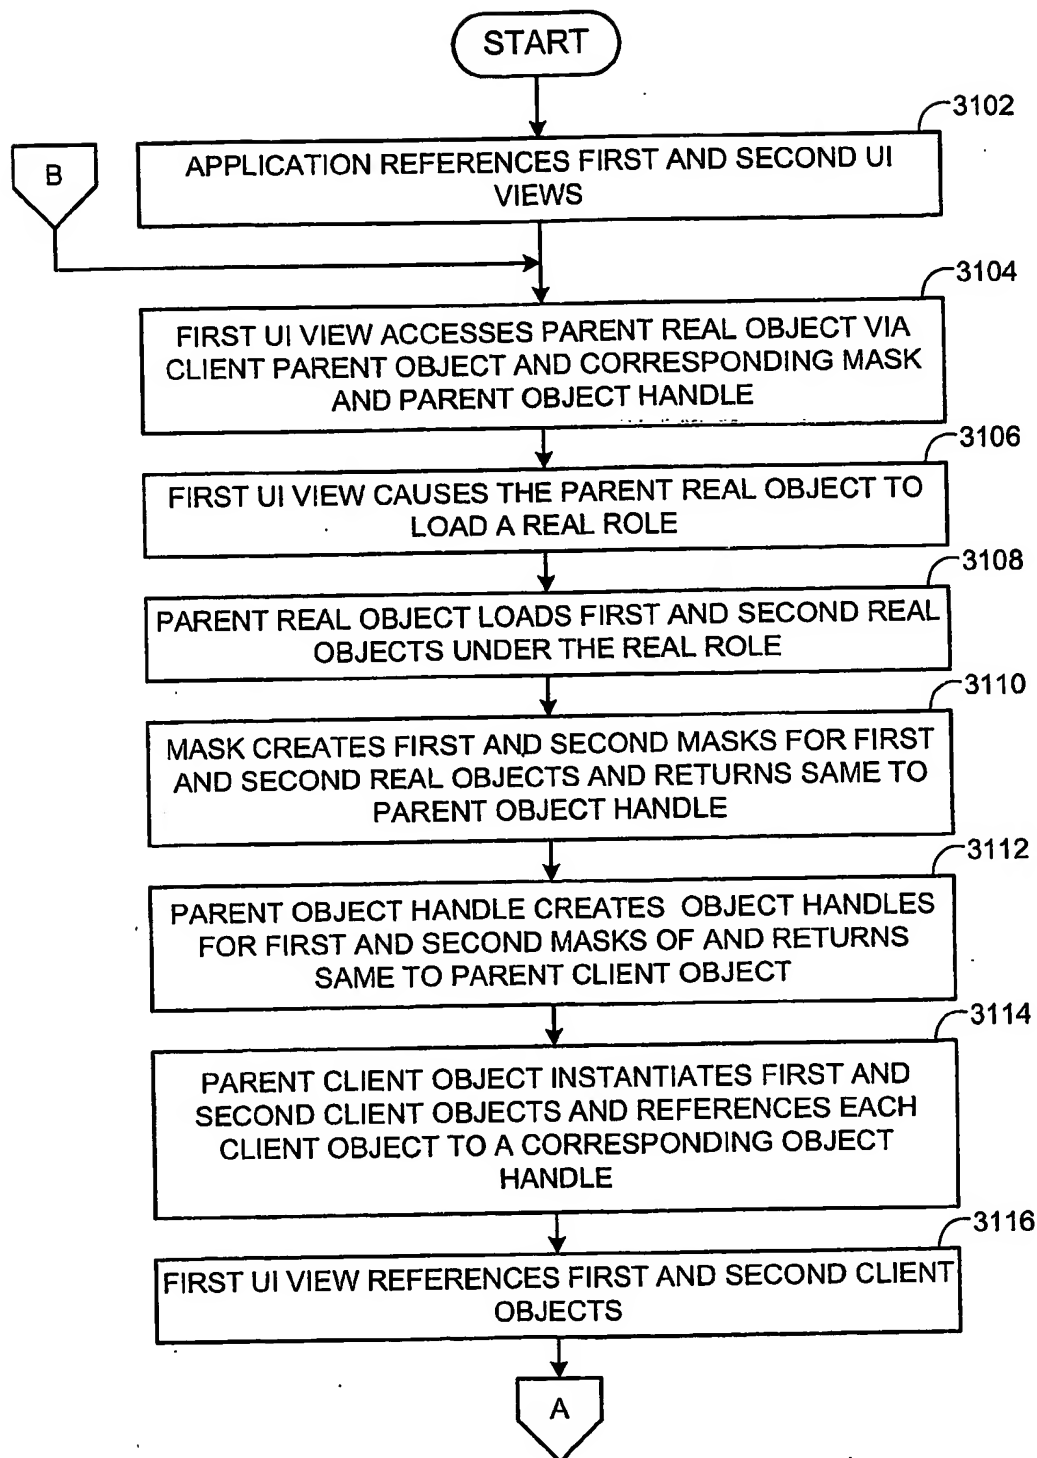 START
3102
APPLICATION REFERENCES FIRST AND SECOND UI
VIEWS
B
3104
FIRST UI VIEW ACCESSES PARENT REAL OBJECT VIA
CLIENT PARENT OBJECT AND CORRESPONDING MASK
AND PARENT OBJECT HANDLE
3106
FIRST UI VIEW CAUSES THE PARENT REAL OBJECT TO
LOAD A REAL ROLE
3108
PARENT REAL OBJECT LOADS FIRST AND SECOND REAL
OBJECTS UNDER THE REAL ROLE
3110
MASK CREATES FIRST AND SECOND MASKS FOR FIRST
AND SECOND REAL OBJECTS AND RETURNS SAME TO
PARENT OBJECT HANDLE
3112
PARENT OBJECT HANDLE CREATES OBJECT HANDLES
FOR FIRST AND SECOND MASKS OF AND RETURNS
SAME TO PARENT CLIENT OBJECT
3114
PARENT CLIENT OBJECT INSTANTIATES FIRST AND
SECOND CLIENT OBJECTS AND REFERENCES EACH
CLIENT OBJECT TO A CORRESPONDING OBJECT
HANDLE
3116
FIRST UI VIEW REFERENCES FIRST AND SECOND CLIENT
OBJECTS
A